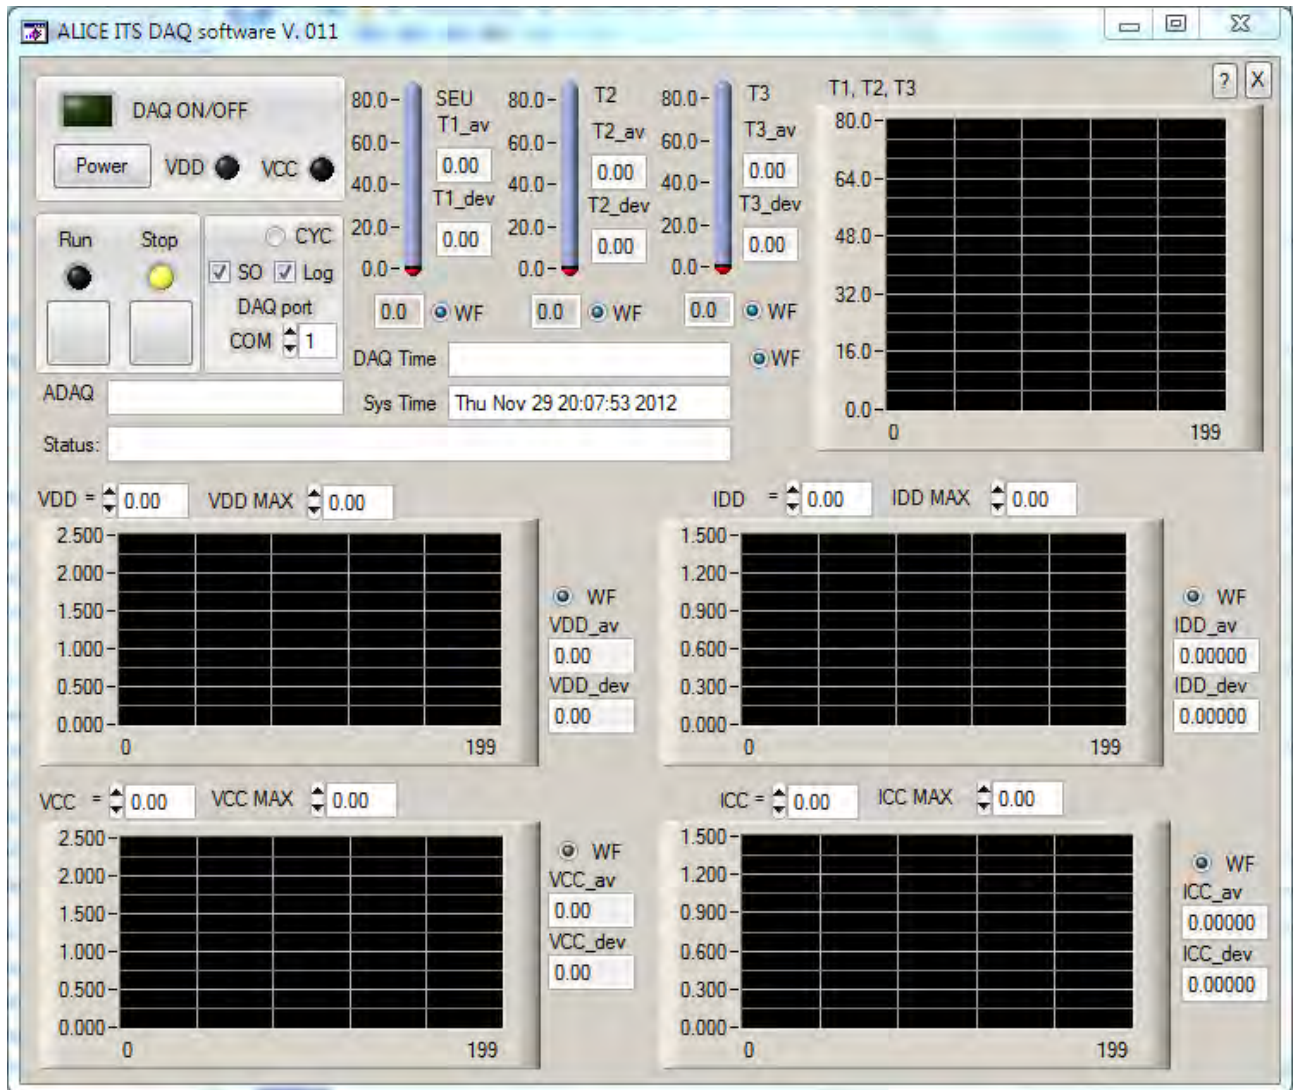 ALICE ITS DAQ software V. 011
? X
DAQ ON/OFF
Power VDD VCC
Run Stop
CYC
SO Log
DAQ port
COM 1
80.0
60.0
40.0
20.0
0.0
SEU
T1_av
0.00
T1_dev
0.00
0.0 WF
80.0
60.0
40.0
20.0
0.0
T2
T2_av
0.00
T2_dev
0.00
0.0 WF
80.0
60.0
40.0
20.0
0.0
T3
T3_av
0.00
T3_dev
0.00
0.0 WF
T1, T2, T3
80.0
64.0
48.0
32.0
16.0
0.0
0 199
DAQ Time WF
ADAQ
Sys Time Thu Nov 29 20:07:53 2012
Status:
VDD = 0.00 VDD MAX 0.00
2.500
2.000
1.500
1.000
0.500
0.000
0 199
WF
VDD_av
0.00
VDD_dev
0.00
IDD = 0.00 IDD MAX 0.00
1.500
1.200
0.900
0.600
0.300
0.000
0 199
WF
IDD_av
0.00000
IDD_dev
0.00000
VCC = 0.00 VCC MAX 0.00
2.500
2.000
1.500
1.000
0.500
0.000
0 199
WF
VCC_av
0.00
VCC_dev
0.00
ICC = 0.00 ICC MAX 0.00
1.500
1.200
0.900
0.600
0.300
0.000
0 199
WF
ICC_av
0.00000
ICC_dev
0.00000